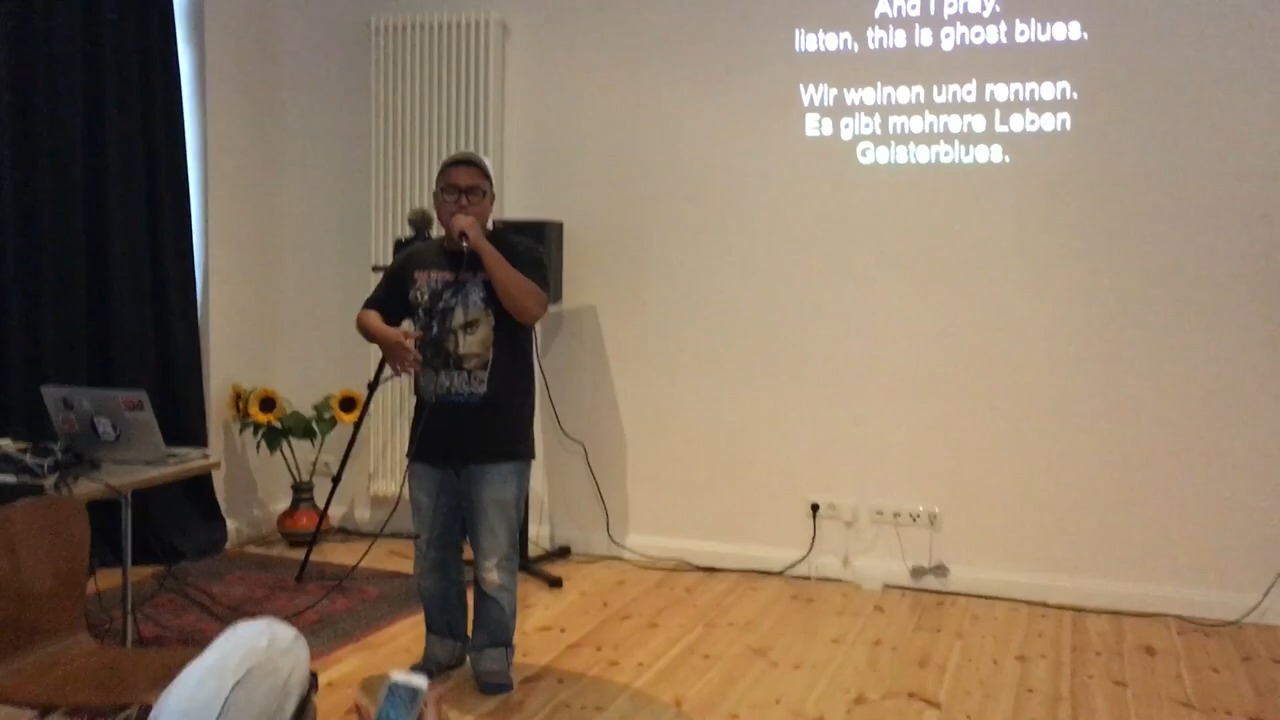 And I pray.
listen, this is ghost blues.
Wir weinen und rennen.
Es gibt mehrere Leben
Geisterblues.